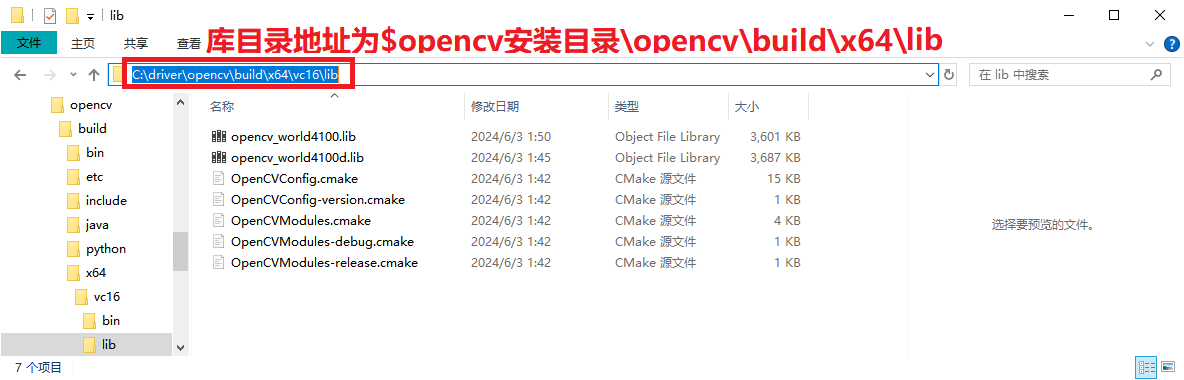 lib
文件 主页 共享 查看
库目录地址为$opencv安装目录\opencv\build\x64\lib
C:\driver\opencv\build\x64\vc16\lib
在 lib 中搜索
opencv
build
bin
etc
include
java
python
x64
vc16
bin
lib
名称 修改日期 类型 大小
opencv_world4100.lib 2024/6/3 1:50 Object File Library 3,601 KB
opencv_world4100d.lib 2024/6/3 1:45 Object File Library 3,687 KB
OpenCVConfig.cmake 2024/6/3 1:42 CMake 源文件 15 KB
OpenCVConfig-version.cmake 2024/6/3 1:42 CMake 源文件 1 KB
OpenCVModules.cmake 2024/6/3 1:42 CMake 源文件 4 KB
OpenCVModules-debug.cmake 2024/6/3 1:42 CMake 源文件 1 KB
OpenCVModules-release.cmake 2024/6/3 1:42 CMake 源文件 1 KB
选择要预览的文件。
7 个项目